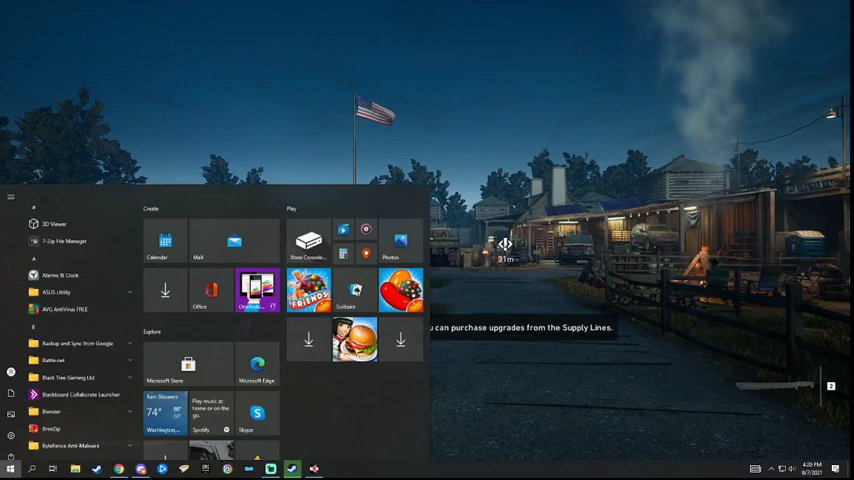 #
Create
Play
3D Viewer
7-Zip File Manager
Calendar
Mail
Xbox Console...
Photos
A
Alarms & Clock
31m
ASUS Utility
AVG AntiVirus FREE
Office
OneNote...
Solitaire
B
u can purchase upgrades from the Supply Lines.
Explore
Backup and Sync from Google
Battle.net
Black Tree Gaming Ltd
Microsoft Store
Microsoft Edge
2
Blackboard Collaborate Launcher
Rain Showers
Play music
Blender
74°
80°
at home or on the
go.
BreeZip
Washington,...
Spotify
Skype
ByteFence Anti-Malware
4:29 PM
8/7/2021